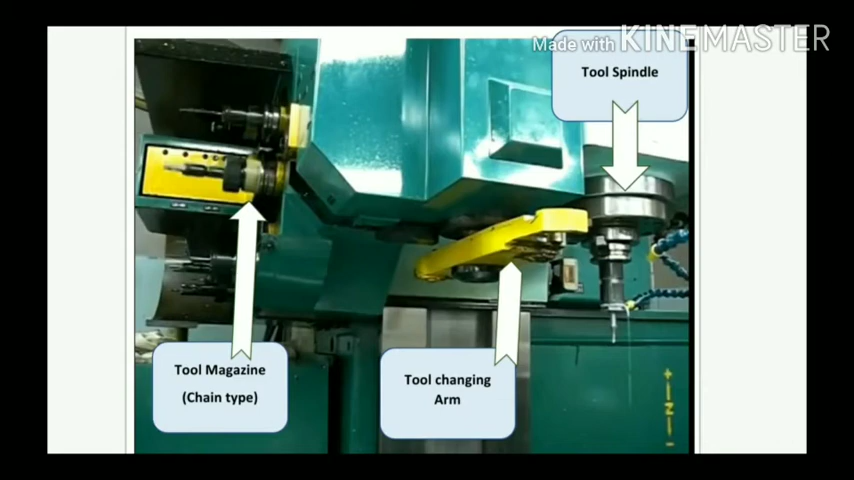 Made with KINEMASTER
Tool Spindle
Tool Magazine
(Chain type)
Tool changing
Arm
+
Z
-